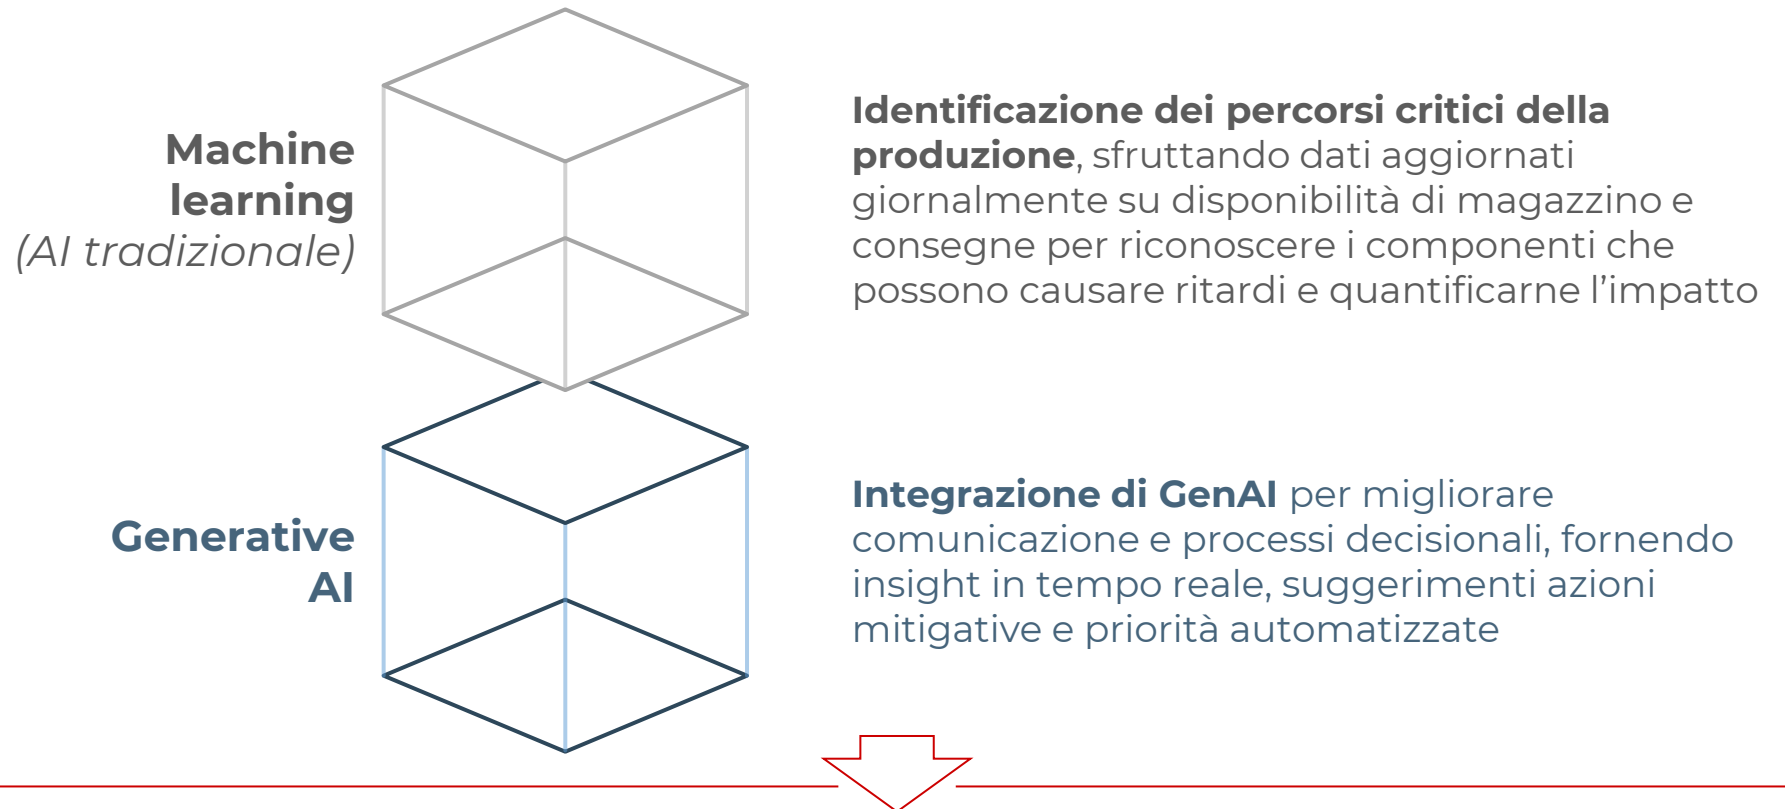 Machine
learning
(AI tradizionale)
Identificazione dei percorsi critici della
produzione, sfruttando dati aggiornati
giornalmente su disponibilità di magazzino e
consegne per riconoscere i componenti che
possono causare ritardi e quantificarne l’impatto
Generative
AI
Integrazione di GenAI per migliorare
comunicazione e processi decisionali, fornendo
insight in tempo reale, suggerimenti azioni
mitigative e priorità automatizzate